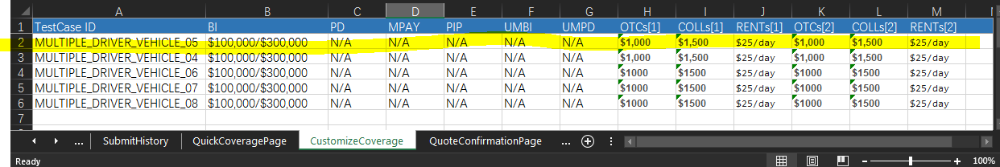 A B C D E F G H I J K L M
1 TestCase ID BI PD MPAY PIP UMBI UMPD OTCs[1] COLLs[1] RENTs[1] OTCs[2] COLLs[2] RENTs[2]
2 MULTIPLE_DRIVER_VEHICLE_05 $100,000/$300,000 N/A N/A N/A N/A N/A $1,000 $1,500 $25/day $1,000 $1,500 $25/day
3 MULTIPLE_DRIVER_VEHICLE_04 $100,000/$300,000 N/A N/A N/A N/A N/A $1,000 $1,500 $25/day $1,000 $1,500 $25/day
4 MULTIPLE_DRIVER_VEHICLE_06 $100,000/$300,000 N/A N/A N/A N/A N/A $1000 $1500 $25/day $1000 $1500 $25/day
5 MULTIPLE_DRIVER_VEHICLE_07 $100,000/$300,000 N/A N/A N/A N/A N/A $1000 $1500 $25/day $1000 $1500 $25/day
6 MULTIPLE_DRIVER_VEHICLE_08 $100,000/$300,000 N/A N/A N/A N/A N/A $1000 $1500 $25/day $1000 $1500 $25/day
7
... SubmitHistory QuickCoveragePage CustomizeCoverage QuoteConfirmationPage ...
Ready 100%